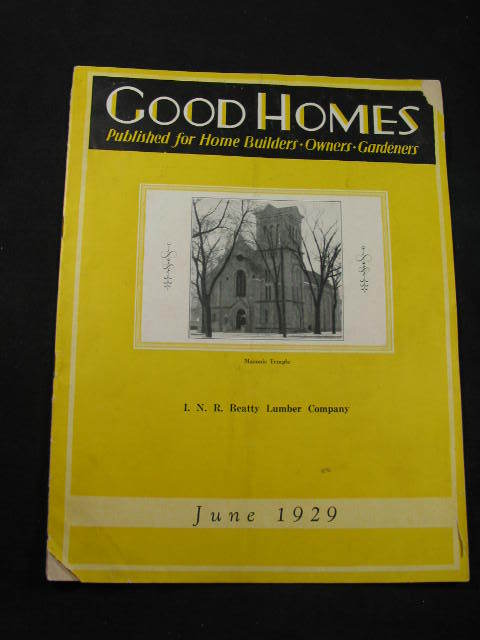 GOOD HOMES
Published for Home Builders · Owners · Gardeners
Masonic Temple
I. N. R. Beatty Lumber Company
June 1929